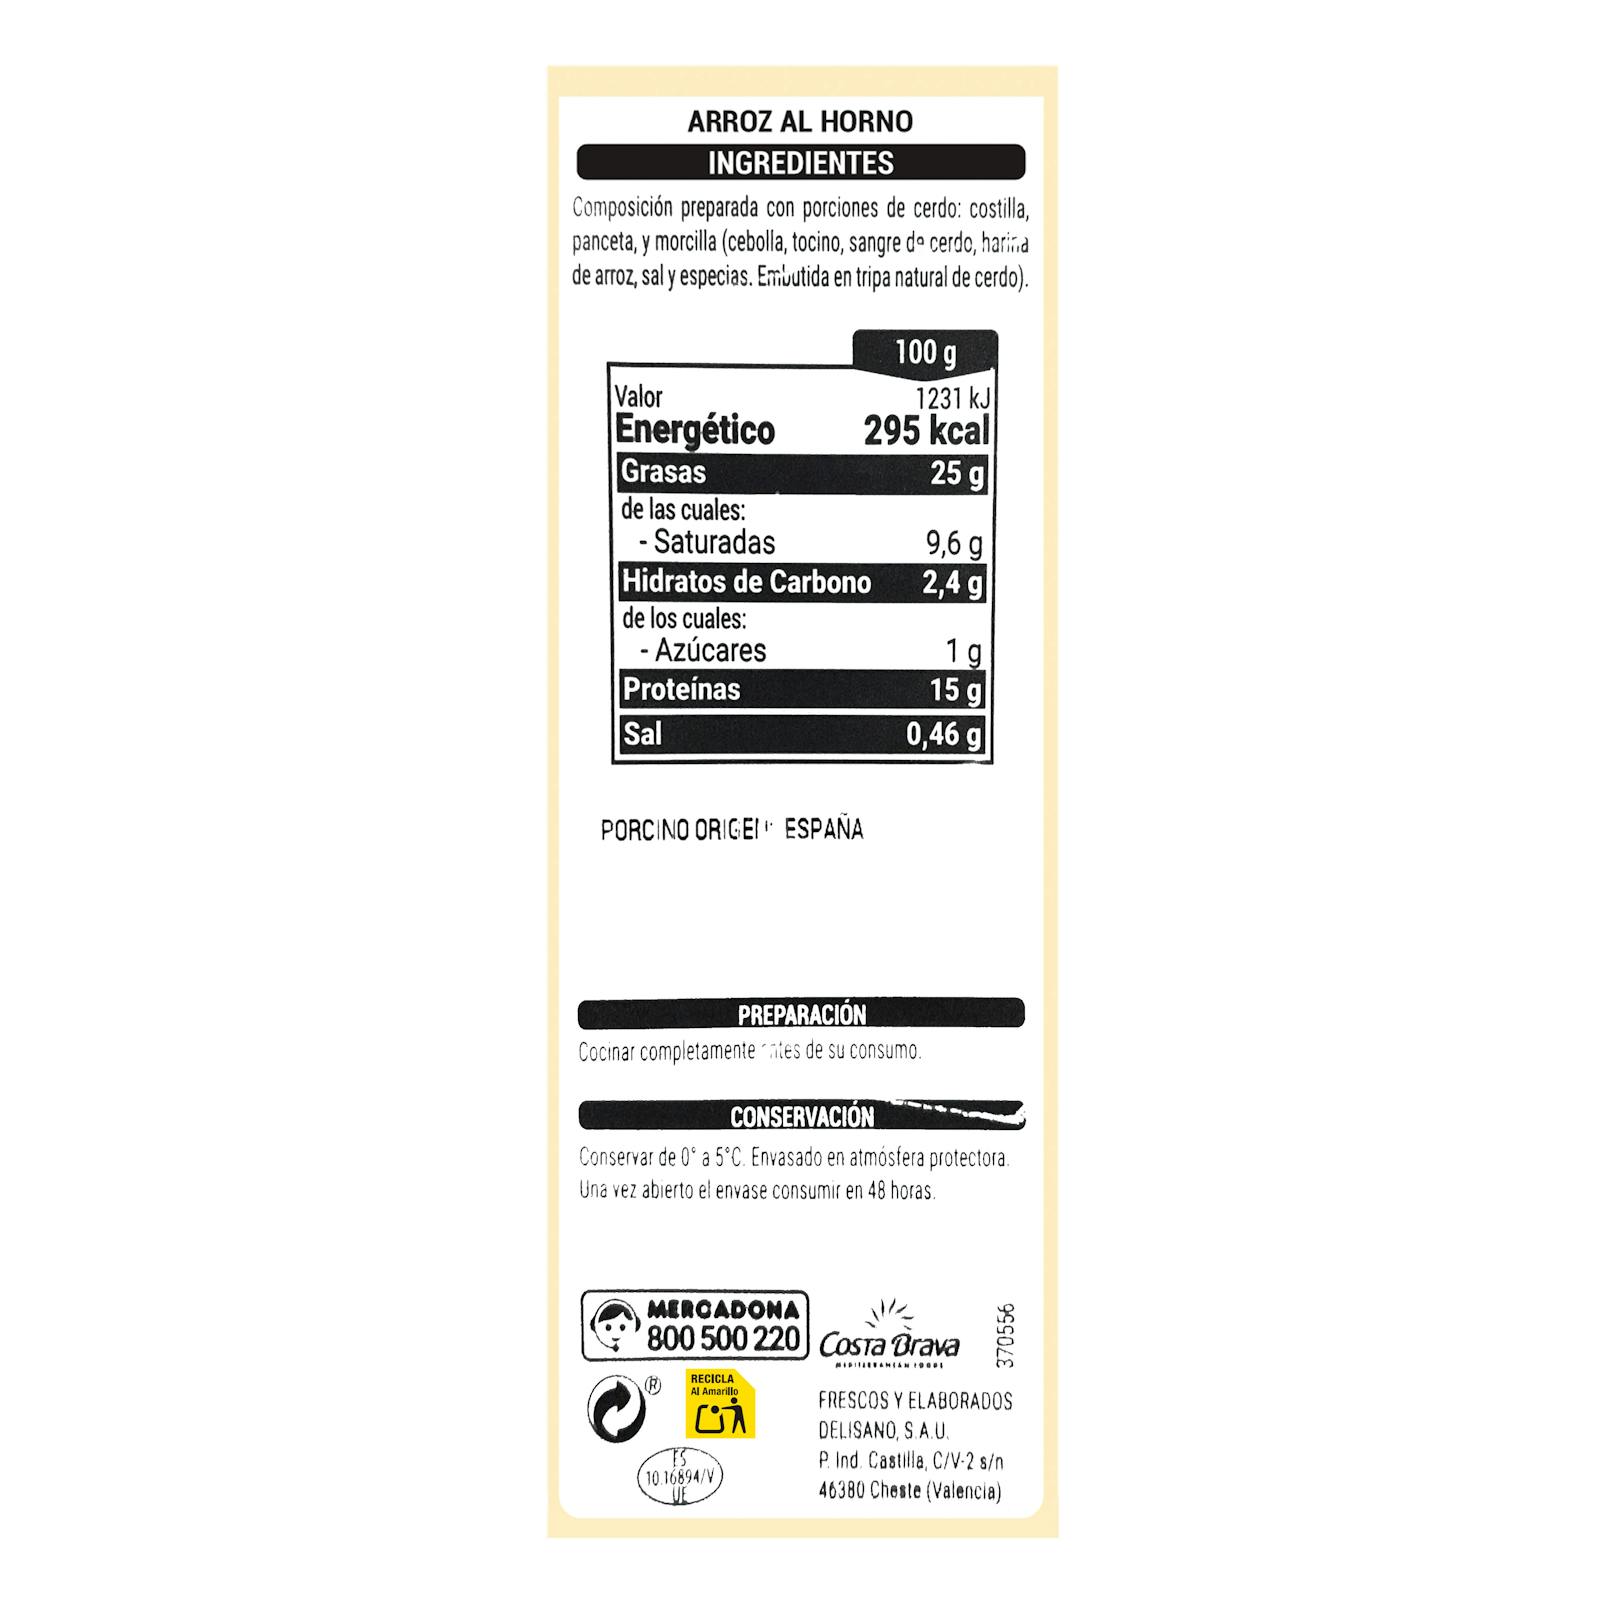 ARROZ AL HORNO
INGREDIENTES
Composición preparada con porciones de cerdo: costilla,
panceta, y morcilla (cebolla, tocino, sangre de cerdo, harina
de arroz, sal y especias. Embutida en tripa natural de cerdo).
100 g
Valor 1231 kJ
Energético 295 kcal
Grasas 25 g
de las cuales:
- Saturadas 9,6 g
Hidratos de Carbono 2,4 g
de los cuales:
- Azúcares 1 g
Proteínas 15 g
Sal 0,46 g
PORCINO ORIGEN ESPAÑA
PREPARACIÓN
Cocinar completamente antes de su consumo.
CONSERVACIÓN
Conservar de 0° a 5°C. Envasado en atmósfera protectora.
Una vez abierto el envase consumir en 48 horas.
MERCADONA
800 500 220
Costa Brava
MEDITERRANEAN FOODS
370556
®
RECICLA
Al Amarillo
ES
10.16894/V
UE
FRESCOS Y ELABORADOS
DELISANO, S.A.U.
P. Ind. Castilla, C/V-2 s/n
46380 Cheste (Valencia)